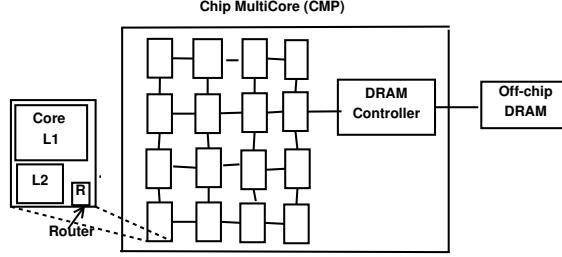 Chip MultiCore (CMP)
Core
L1
L2
R
Router
DRAM
Controller
Off-chip
DRAM